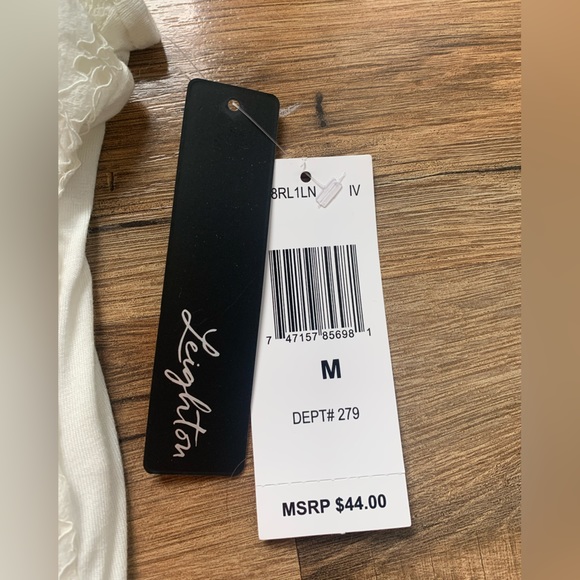 Leighton
8RL1LN IV
7 47157 85698 1
M
DEPT# 279
MSRP $44.00